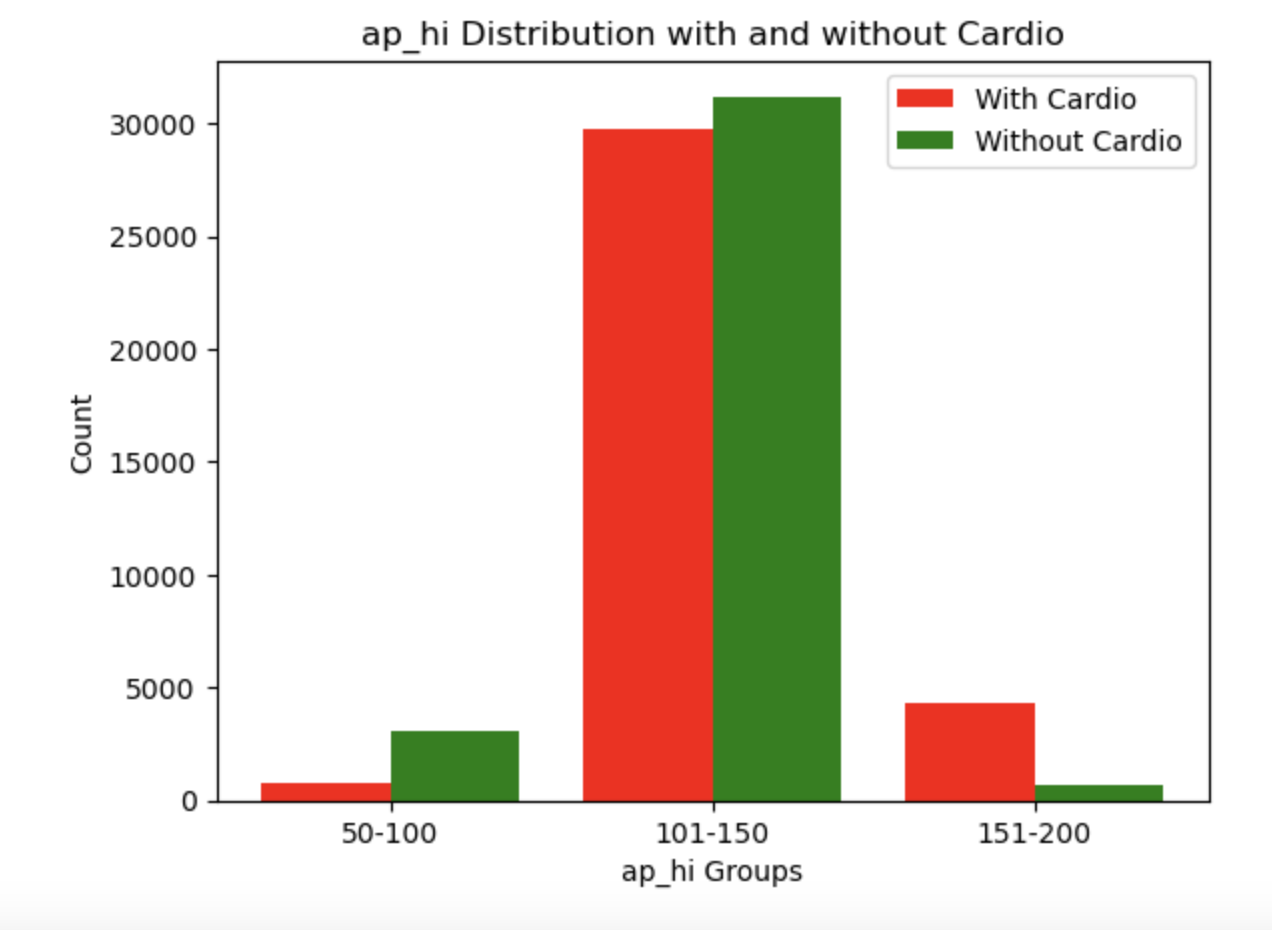 ap_hi Distribution with and without Cardio
With Cardio
Without Cardio
30000
25000
20000
15000
10000
5000
0
Count
50-100
101-150
151-200
ap_hi Groups